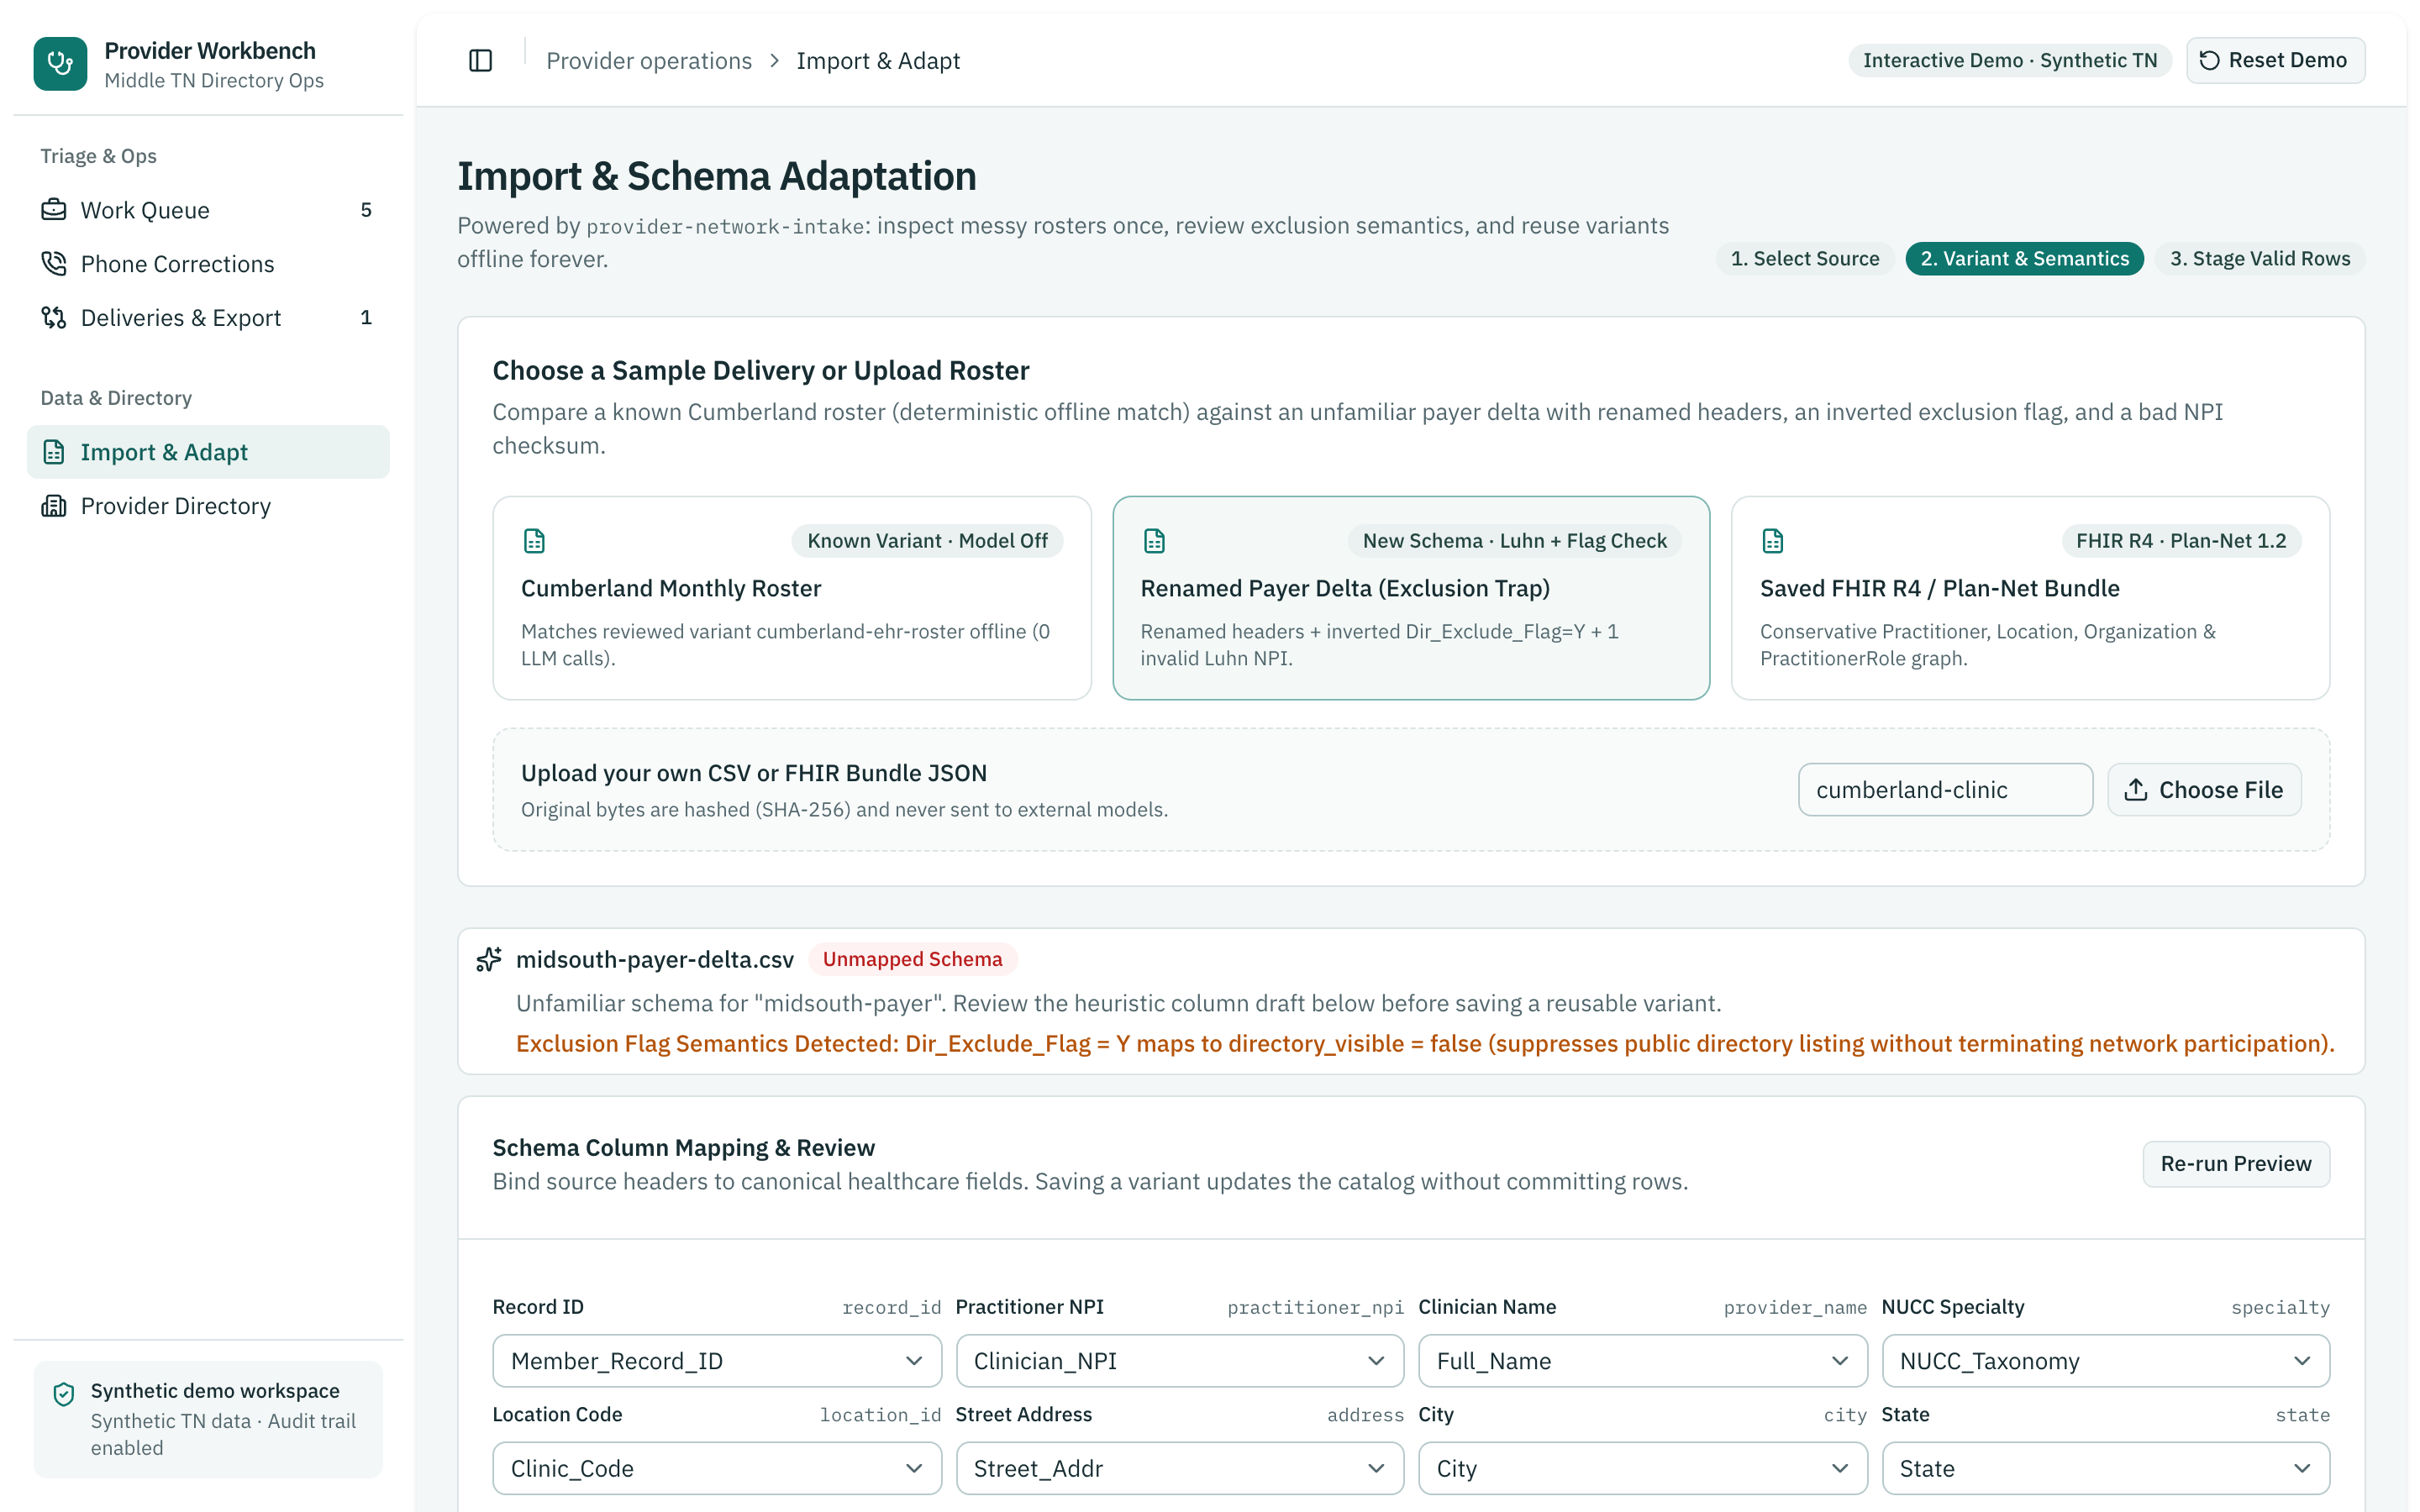 Provider Workbench
Middle TN Directory Ops
Triage & Ops
Work Queue 5
Phone Corrections
Deliveries & Export 1
Data & Directory
Import & Adapt
Provider Directory
Synthetic demo workspace
Synthetic TN data · Audit trail
enabled
Provider operations > Import & Adapt
Interactive Demo · Synthetic TN
Reset Demo
Import & Schema Adaptation
Powered by provider-network-intake: inspect messy rosters once, review exclusion semantics, and reuse variants
offline forever.
1. Select Source
2. Variant & Semantics
3. Stage Valid Rows
Choose a Sample Delivery or Upload Roster
Compare a known Cumberland roster (deterministic offline match) against an unfamiliar payer delta with renamed headers, an inverted exclusion flag, and a bad NPI
checksum.
Known Variant · Model Off
Cumberland Monthly Roster
Matches reviewed variant cumberland-ehr-roster offline (0
LLM calls).
New Schema · Luhn + Flag Check
Renamed Payer Delta (Exclusion Trap)
Renamed headers + inverted Dir_Exclude_Flag=Y + 1
invalid Luhn NPI.
FHIR R4 · Plan-Net 1.2
Saved FHIR R4 / Plan-Net Bundle
Conservative Practitioner, Location, Organization &
PractitionerRole graph.
Upload your own CSV or FHIR Bundle JSON
Original bytes are hashed (SHA-256) and never sent to external models.
cumberland-clinic
Choose File
midsouth-payer-delta.csv Unmapped Schema
Unfamiliar schema for "midsouth-payer". Review the heuristic column draft below before saving a reusable variant.
Exclusion Flag Semantics Detected: Dir_Exclude_Flag = Y maps to directory_visible = false (suppresses public directory listing without terminating network participation).
Schema Column Mapping & Review
Bind source headers to canonical healthcare fields. Saving a variant updates the catalog without committing rows.
Re-run Preview
Record ID record_id
Member_Record_ID
Practitioner NPI practitioner_npi
Clinician_NPI
Clinician Name provider_name
Full_Name
NUCC Specialty specialty
NUCC_Taxonomy
Location Code location_id
Clinic_Code
Street Address address
Street_Addr
City city
City
State state
State